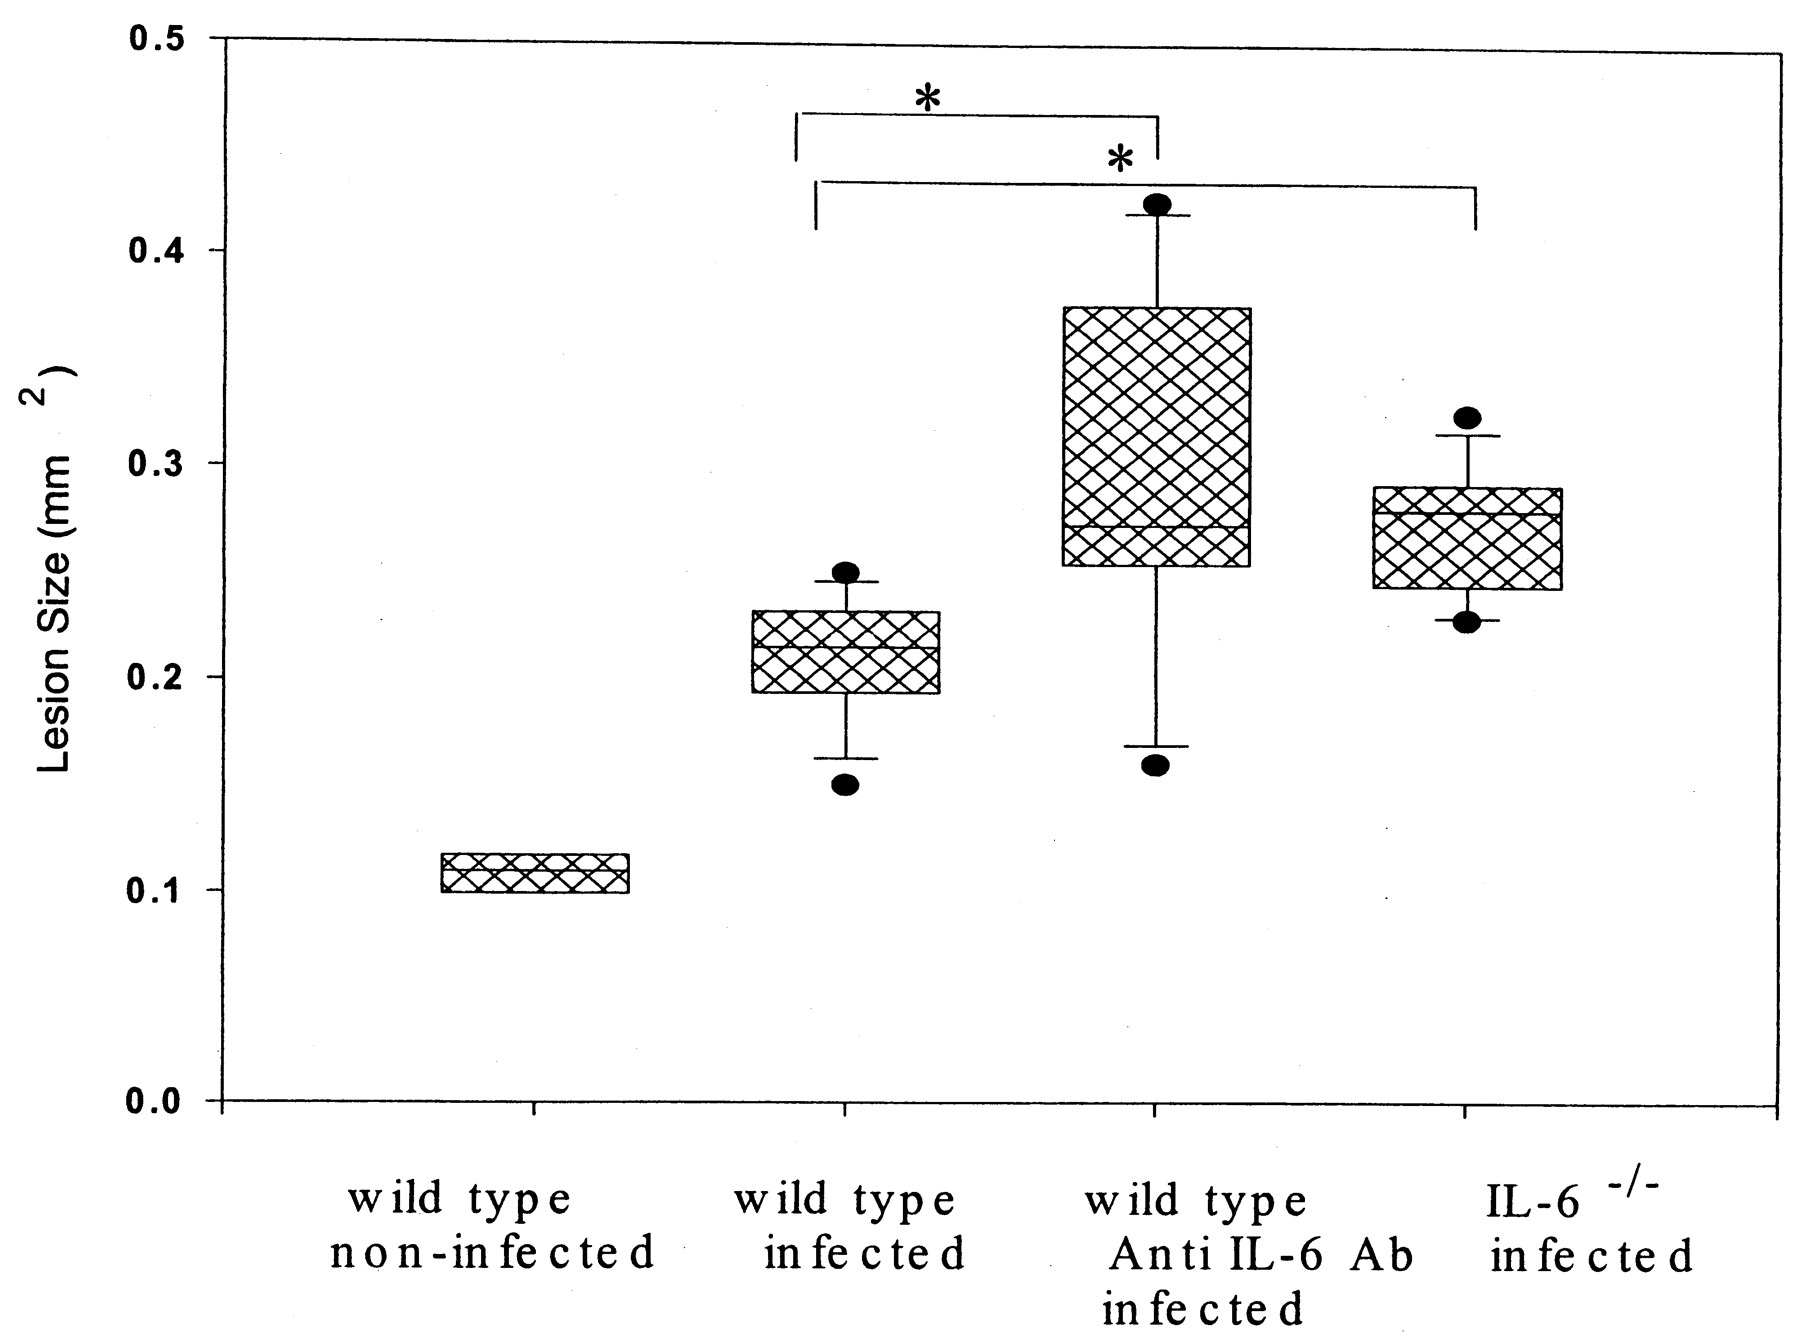 0.5
0.4
0.3
0.2
0.1
0.0
Lesion Size (mm 2)
*
*
wild type
non-infected
wild type
infected
wild type
Anti IL-6 Ab
infected
IL-6 -/-
infected